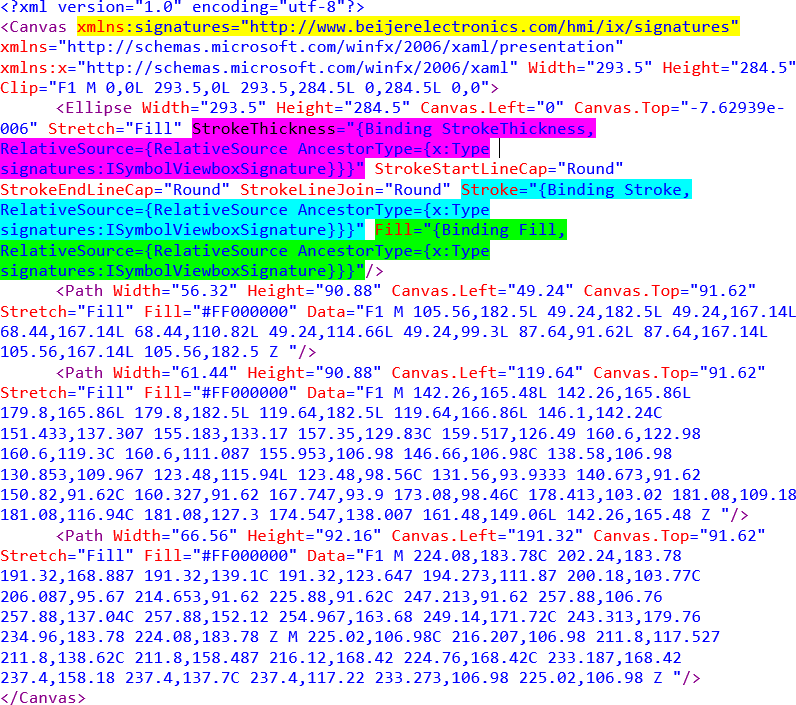 <?xml version="1.0" encoding="utf-8"?>
<Canvas xmlns:signatures="http://www.beijerelectronics.com/hmi/ix/signatures"
xmlns="http://schemas.microsoft.com/winfx/2006/xaml/presentation"
xmlns:x="http://schemas.microsoft.com/winfx/2006/xaml" Width="293.5" Height="284.5"
Clip="F1 M 0,0L 293.5,0L 293.5,284.5L 0,284.5L 0,0">
<Ellipse Width="293.5" Height="284.5" Canvas.Left="0" Canvas.Top="-7.62939e-
006" Stretch="Fill" StrokeThickness="{Binding StrokeThickness,
RelativeSource={RelativeSource AncestorType={x:Type
signatures:ISymbolViewboxSignature}}}" StrokeStartLineCap="Round"
StrokeEndLineCap="Round" StrokeLineJoin="Round" Stroke="{Binding Stroke,
RelativeSource={RelativeSource AncestorType={x:Type
signatures:ISymbolViewboxSignature}}}" Fill="{Binding Fill,
RelativeSource={RelativeSource AncestorType={x:Type
signatures:ISymbolViewboxSignature}}}"/>
<Path Width="56.32" Height="90.88" Canvas.Left="49.24" Canvas.Top="91.62"
Stretch="Fill" Fill="#FF000000" Data="F1 M 105.56,182.5L 49.24,182.5L 49.24,167.14L
68.44,167.14L 68.44,110.82L 49.24,114.66L 49.24,99.3L 87.64,91.62L 87.64,167.14L
105.56,167.14L 105.56,182.5 Z "/>
<Path Width="61.44" Height="90.88" Canvas.Left="119.64" Canvas.Top="91.62"
Stretch="Fill" Fill="#FF000000" Data="F1 M 142.26,165.48L 142.26,165.86L
179.8,165.86L 179.8,182.5L 119.64,182.5L 119.64,166.86L 146.1,142.24C
151.433,137.307 155.183,133.17 157.35,129.83C 159.517,126.49 160.6,122.98
160.6,119.3C 160.6,111.087 155.953,106.98 146.66,106.98C 138.58,106.98
130.853,109.967 123.48,115.94L 123.48,98.56C 131.56,93.9333 140.673,91.62
150.82,91.62C 160.327,91.62 167.747,93.9 173.08,98.46C 178.413,103.02 181.08,109.18
181.08,116.94C 181.08,127.3 174.547,138.007 161.48,149.06L 142.26,165.48 Z "/>
<Path Width="66.56" Height="92.16" Canvas.Left="191.32" Canvas.Top="91.62"
Stretch="Fill" Fill="#FF000000" Data="F1 M 224.08,183.78C 202.24,183.78
191.32,168.887 191.32,139.1C 191.32,123.647 194.273,111.87 200.18,103.77C
206.087,95.67 214.653,91.62 225.88,91.62C 247.213,91.62 257.88,106.76
257.88,137.04C 257.88,152.12 254.967,163.68 249.14,171.72C 243.313,179.76
234.96,183.78 224.08,183.78 Z M 225.02,106.98C 216.207,106.98 211.8,117.527
211.8,138.62C 211.8,158.487 216.12,168.42 224.76,168.42C 233.187,168.42
237.4,158.18 237.4,137.7C 237.4,117.22 233.273,106.98 225.02,106.98 Z "/>
</Canvas>